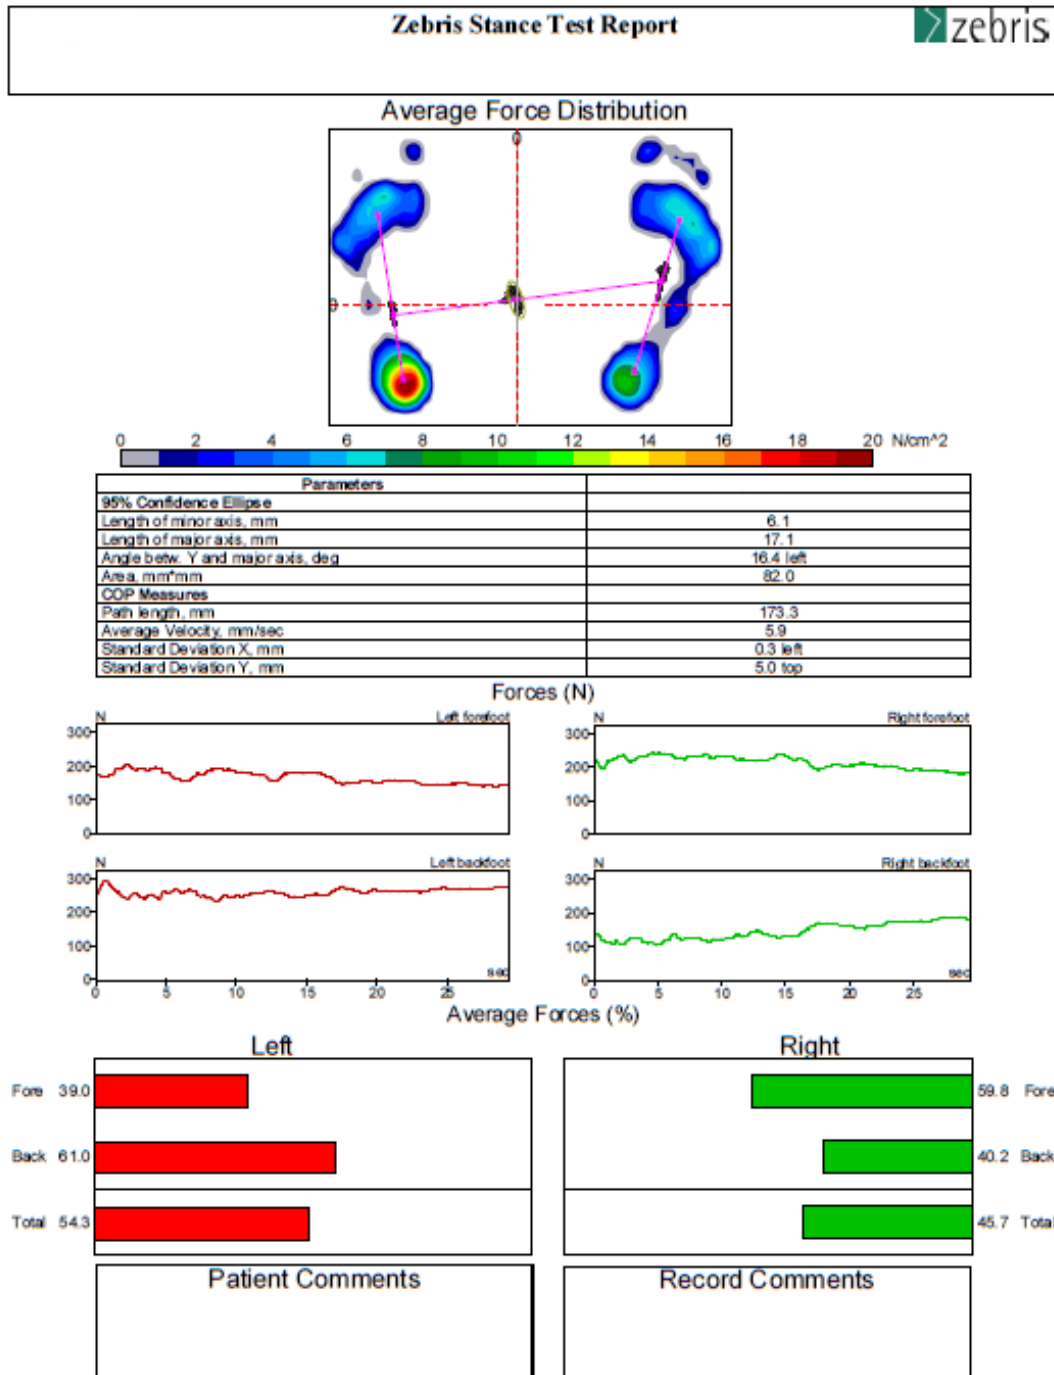 Zebris Stance Test Report
zebris
Average Force Distribution
0
0
0 2 4 6 8 10 12 14 16 18 20 N/cm^2
Parameters
95% Confidence Ellipse
Length of minor axis, mm 6.1
Length of major axis, mm 17.1
Angle betw. Y and major axis, deg 16.4 left
Area, mm*mm 82.0
COP Measures
Path length, mm 173.3
Average Velocity, mm/sec 5.9
Standard Deviation X, mm 0.3 left
Standard Deviation Y, mm 5.0 top
Forces (N)
N Left forefoot N Right forefoot
300 300
200 200
100 100
0 0
N Left backfoot N Right backfoot
300 300
200 200
100 100
sec sec
0 0
0 5 10 15 20 25 0 5 10 15 20 25
Average Forces (%)
Left Right
Fore 39.0 59.8 Fore
Back 61.0 40.2 Back
Total 54.3 45.7 Total
Patient Comments Record Comments